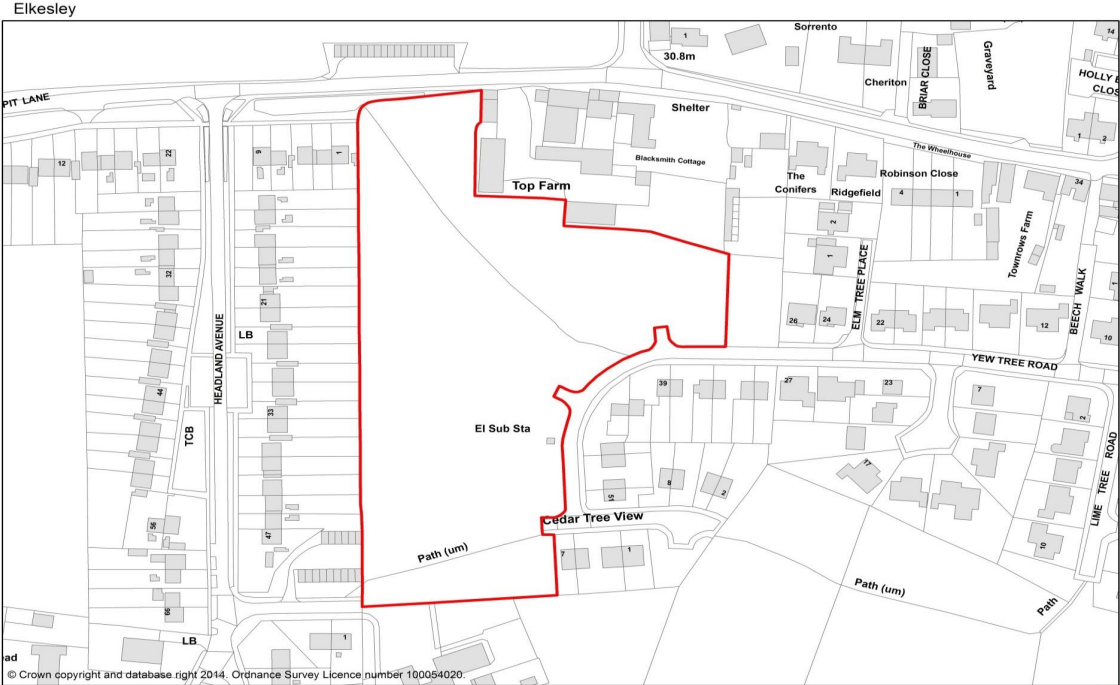 Elkesley
Sorrento
14
1
30.8m
Graveyard
BRIAR CLOSE
Cheriton
HOLLY
CLOS
PIT LANE
Shelter
1
2
The Wheelhouse
12
22
9
1
Blacksmith Cottage
The
Conifers
Ridgefield
Robinson Close
4
1
34
Top Farm
2
Townrows Farm
1
ELM TREE PLACE
BEECH WALK
32
21
LB
HEADLAND AVENUE
26
24
22
12
10
YEW TREE ROAD
44
33
TCB
39
27
23
7
2
El Sub Sta
17
LIME TREE ROAD
51
8
2
56
47
Cedar Tree View
10
Path (um)
7
1
Path (um)
Path
66
LB
1
ad
© Crown copyright and database right 2014. Ordnance Survey Licence number 100054020.